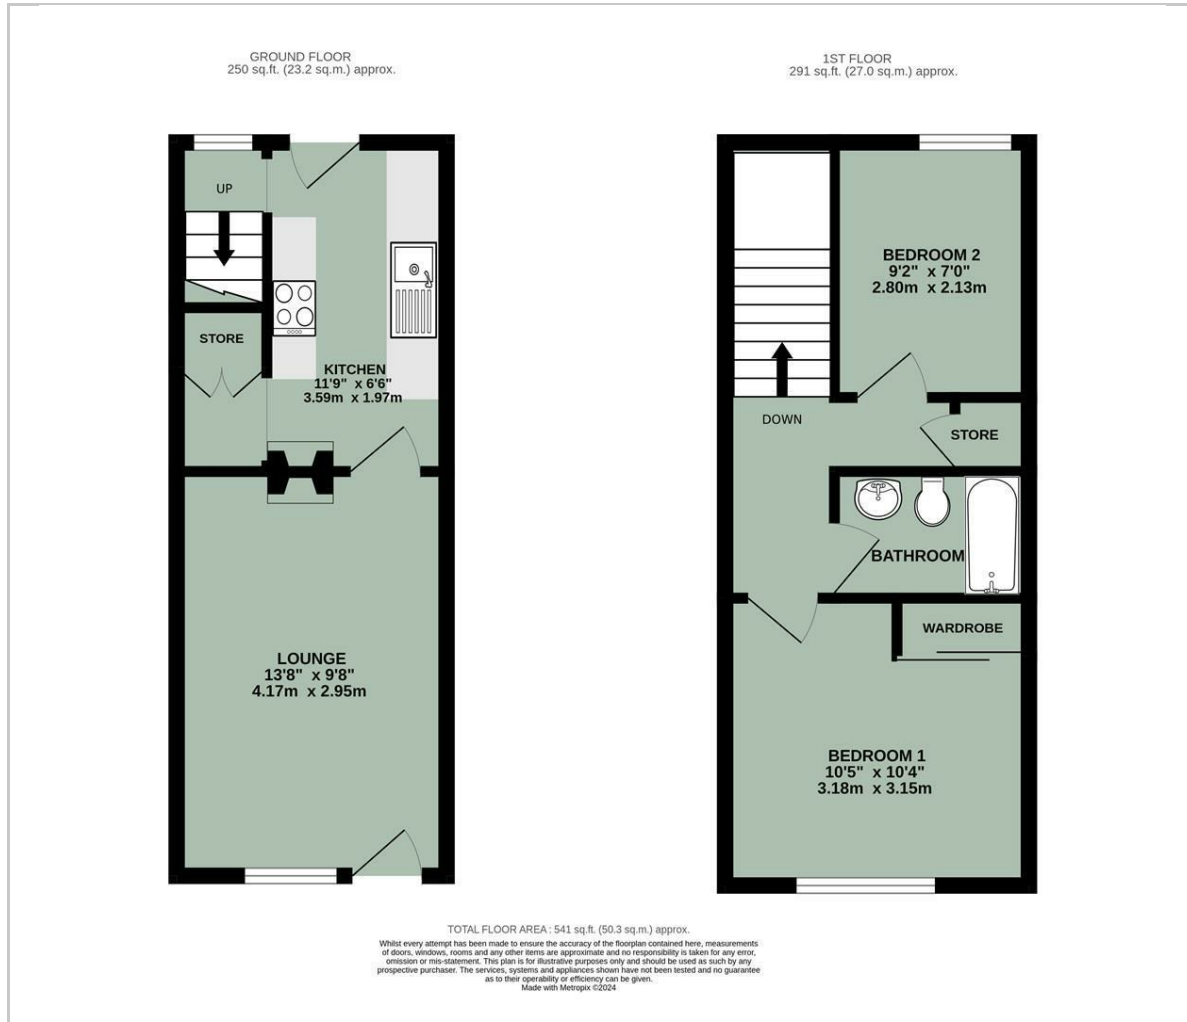 GROUND FLOOR
250 sq.ft. (23.2 sq.m.) approx.
UP
STORE
KITCHEN
11'9" x 6'6"
3.59m x 1.97m
LOUNGE
13'8" x 9'8"
4.17m x 2.95m
1ST FLOOR
291 sq.ft. (27.0 sq.m.) approx.
BEDROOM 2
9'2" x 7'0"
2.80m x 2.13m
DOWN
STORE
BATHROOM
WARDROBE
BEDROOM 1
10'5" x 10'4"
3.18m x 3.15m
TOTAL FLOOR AREA : 541 sq.ft. (50.3 sq.m.) approx.
Whilst every attempt has been made to ensure the accuracy of the floorplan contained here, measurements
of doors, windows, rooms and any other items are approximate and no responsibility is taken for any error,
omission or mis-statement. This plan is for illustrative purposes only and should be used as such by any
prospective purchaser. The services, systems and appliances shown have not been tested and no guarantee
as to their operability or efficiency can be given.
Made with Metropix ©2024